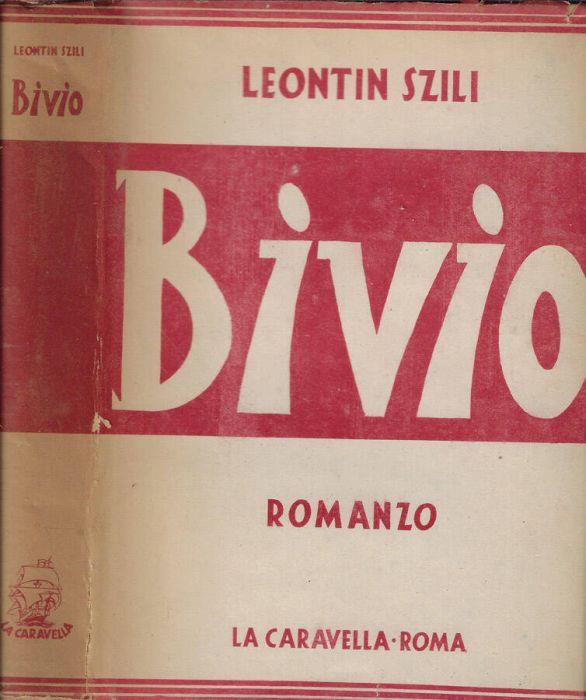 LEONTIN SZILI
Bivio
LA CARAVELLA
LEONTIN SZILI
Bivio
ROMANZO
LA CARAVELLA·ROMA